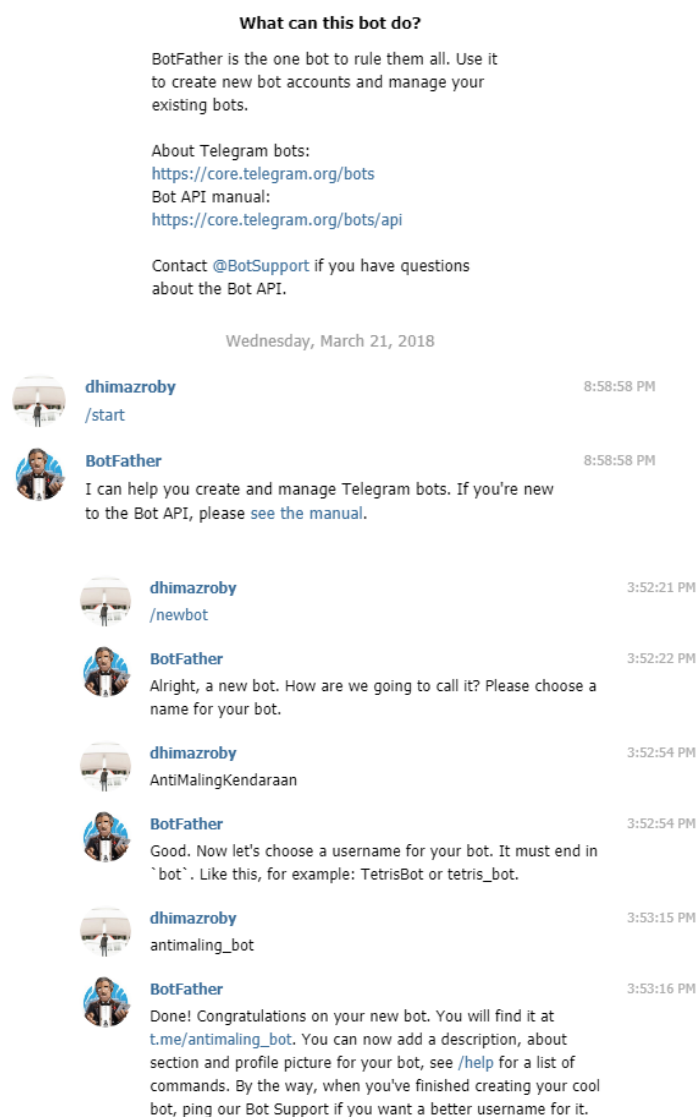 What can this bot do?
BotFather is the one bot to rule them all. Use it
to create new bot accounts and manage your
existing bots.
About Telegram bots:
https://core.telegram.org/bots
Bot API manual:
https://core.telegram.org/bots/api
Contact @BotSupport if you have questions
about the Bot API.
Wednesday, March 21, 2018
dhimazroby 8:58:58 PM
/start
BotFather 8:58:58 PM
I can help you create and manage Telegram bots. If you're new
to the Bot API, please see the manual.
dhimazroby 3:52:21 PM
/newbot
BotFather 3:52:22 PM
Alright, a new bot. How are we going to call it? Please choose a
name for your bot.
dhimazroby 3:52:54 PM
AntiMalingKendaraan
BotFather 3:52:54 PM
Good. Now let's choose a username for your bot. It must end in
`bot`. Like this, for example: TetrisBot or tetris_bot.
dhimazroby 3:53:15 PM
antimaling_bot
BotFather 3:53:16 PM
Done! Congratulations on your new bot. You will find it at
t.me/antimaling_bot. You can now add a description, about
section and profile picture for your bot, see /help for a list of
commands. By the way, when you've finished creating your cool
bot, ping our Bot Support if you want a better username for it.